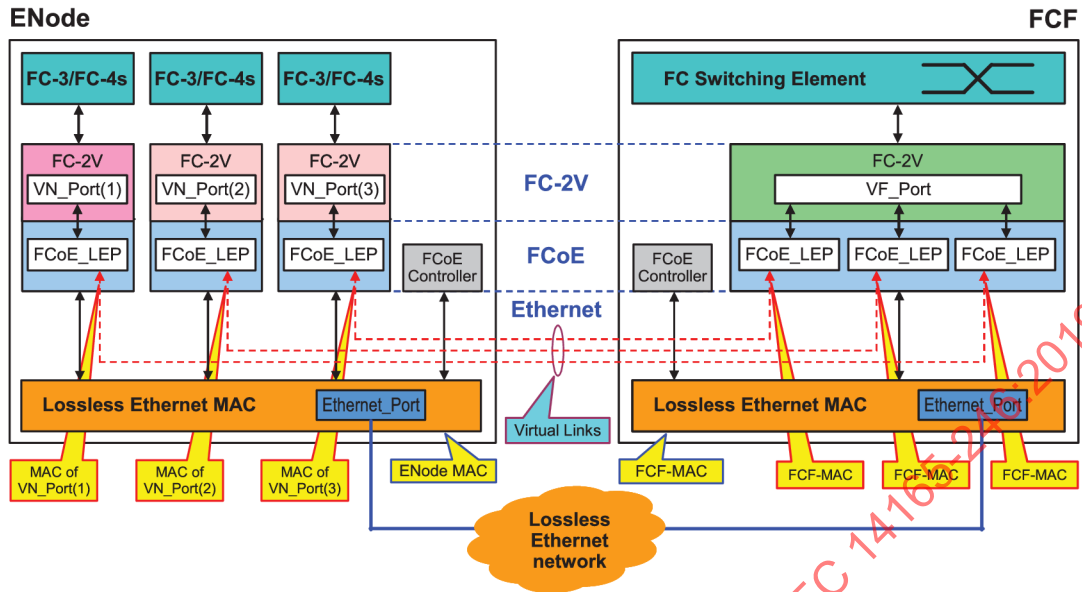 ENode
FCF
FC-3/FC-4s
FC-3/FC-4s
FC-3/FC-4s
FC Switching Element
FC-2V
VN_Port(1)
FC-2V
VN_Port(2)
FC-2V
VN_Port(3)
FC-2V
FC-2V
VF_Port
FCoE_LEP
FCoE_LEP
FCoE_LEP
FCoE
Controller
FCoE
FCoE
Controller
FCoE_LEP
FCoE_LEP
FCoE_LEP
Ethernet
Lossless Ethernet MAC
Ethernet_Port
Virtual Links
Lossless Ethernet MAC
Ethernet_Port
MAC of
VN_Port(1)
MAC of
VN_Port(2)
MAC of
VN_Port(3)
ENode MAC
FCF-MAC
FCF-MAC
FCF-MAC
FCF-MAC
Lossless
Ethernet
network
EC 14165-246:2019